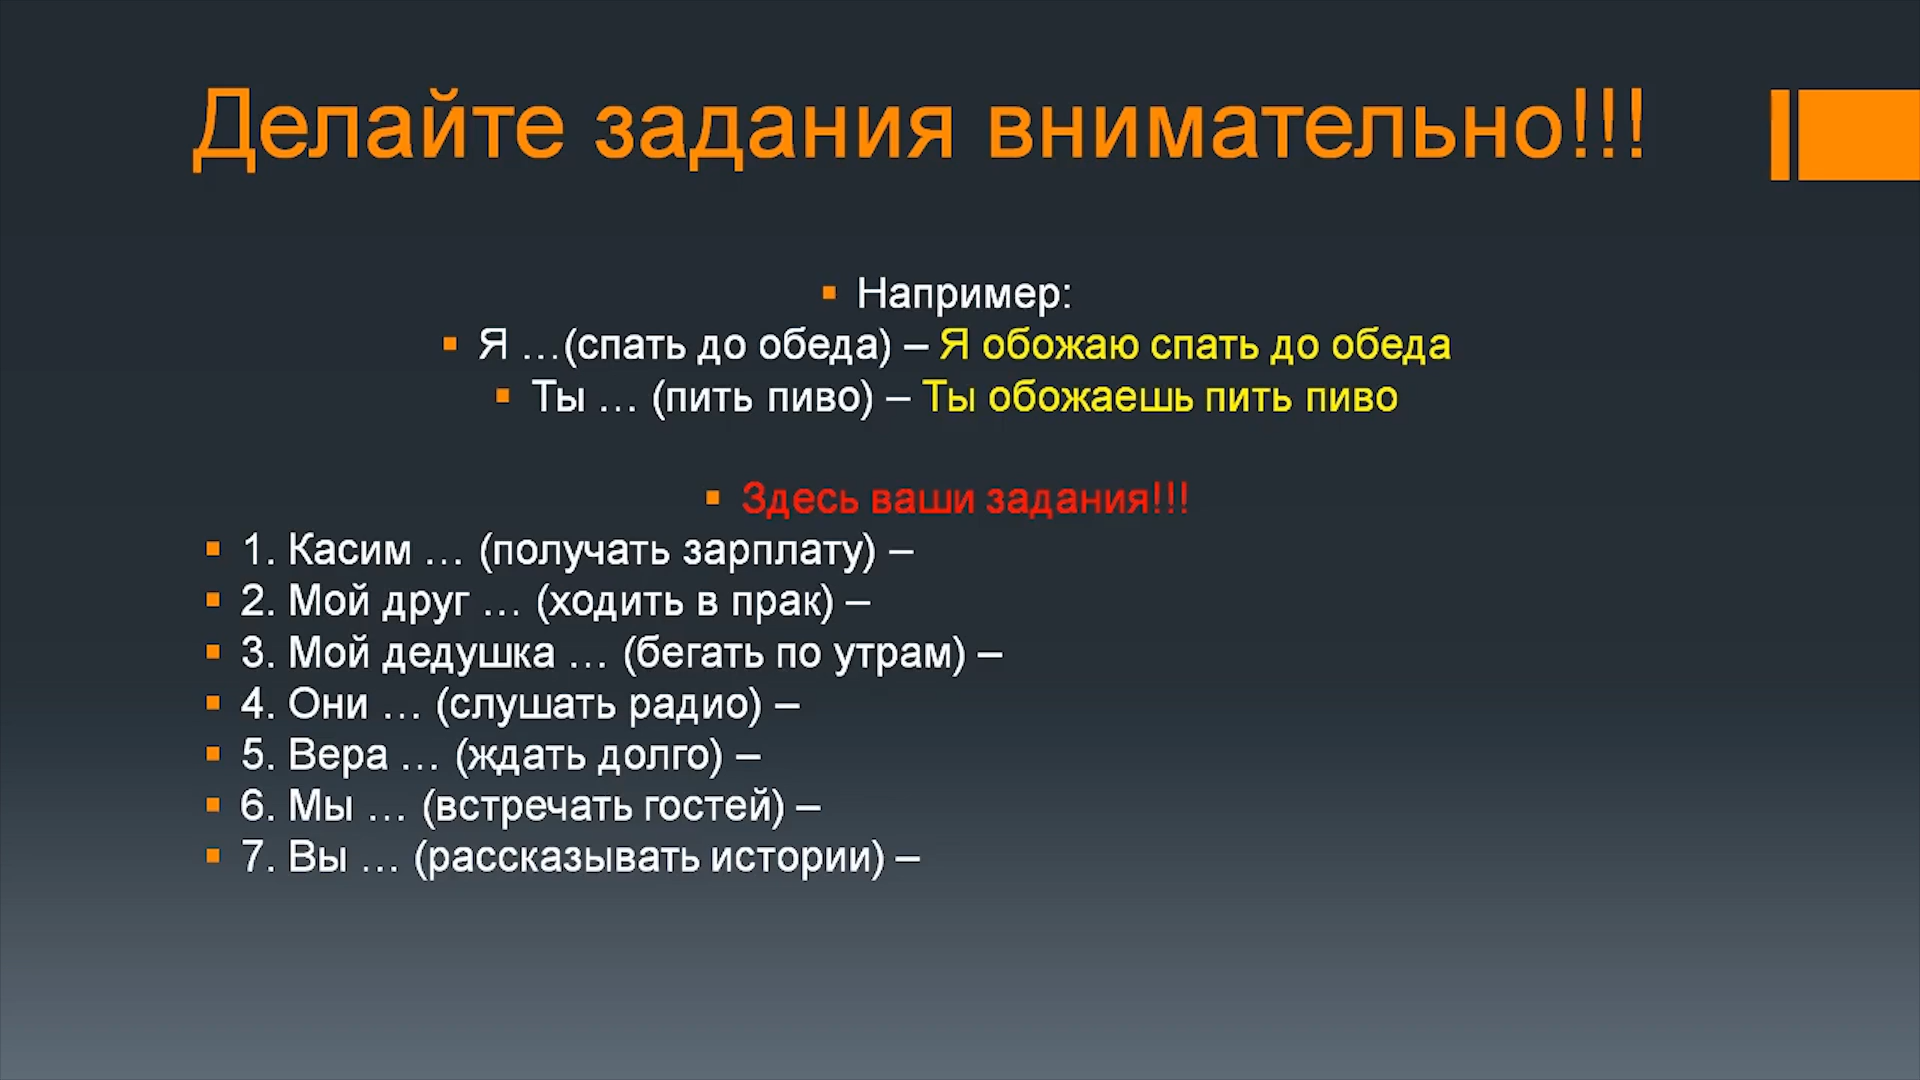 Делайте задания внимательно!!!
Например:
Я …(спать до обеда) – Я обожаю спать до обеда
Ты … (пить пиво) – Ты обожаешь пить пиво
Здесь ваши задания!!!
1. Касим … (получать зарплату) –
2. Мой друг … (ходить в прак) –
3. Мой дедушка … (бегать по утрам) –
4. Они … (слушать радио) –
5. Вера … (ждать долго) –
6. Мы … (встречать гостей) –
7. Вы … (рассказывать истории) –